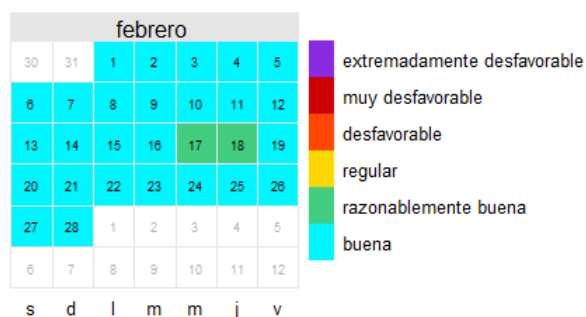 febrero
30 31 1 2 3 4 5
6 7 8 9 10 11 12
13 14 15 16 17 18 19
20 21 22 23 24 25 26
27 28 1 2 3 4 5
6 7 8 9 10 11 12
s d l m m j v
extremadamente desfavorable
muy desfavorable
desfavorable
regular
razonablemente buena
buena